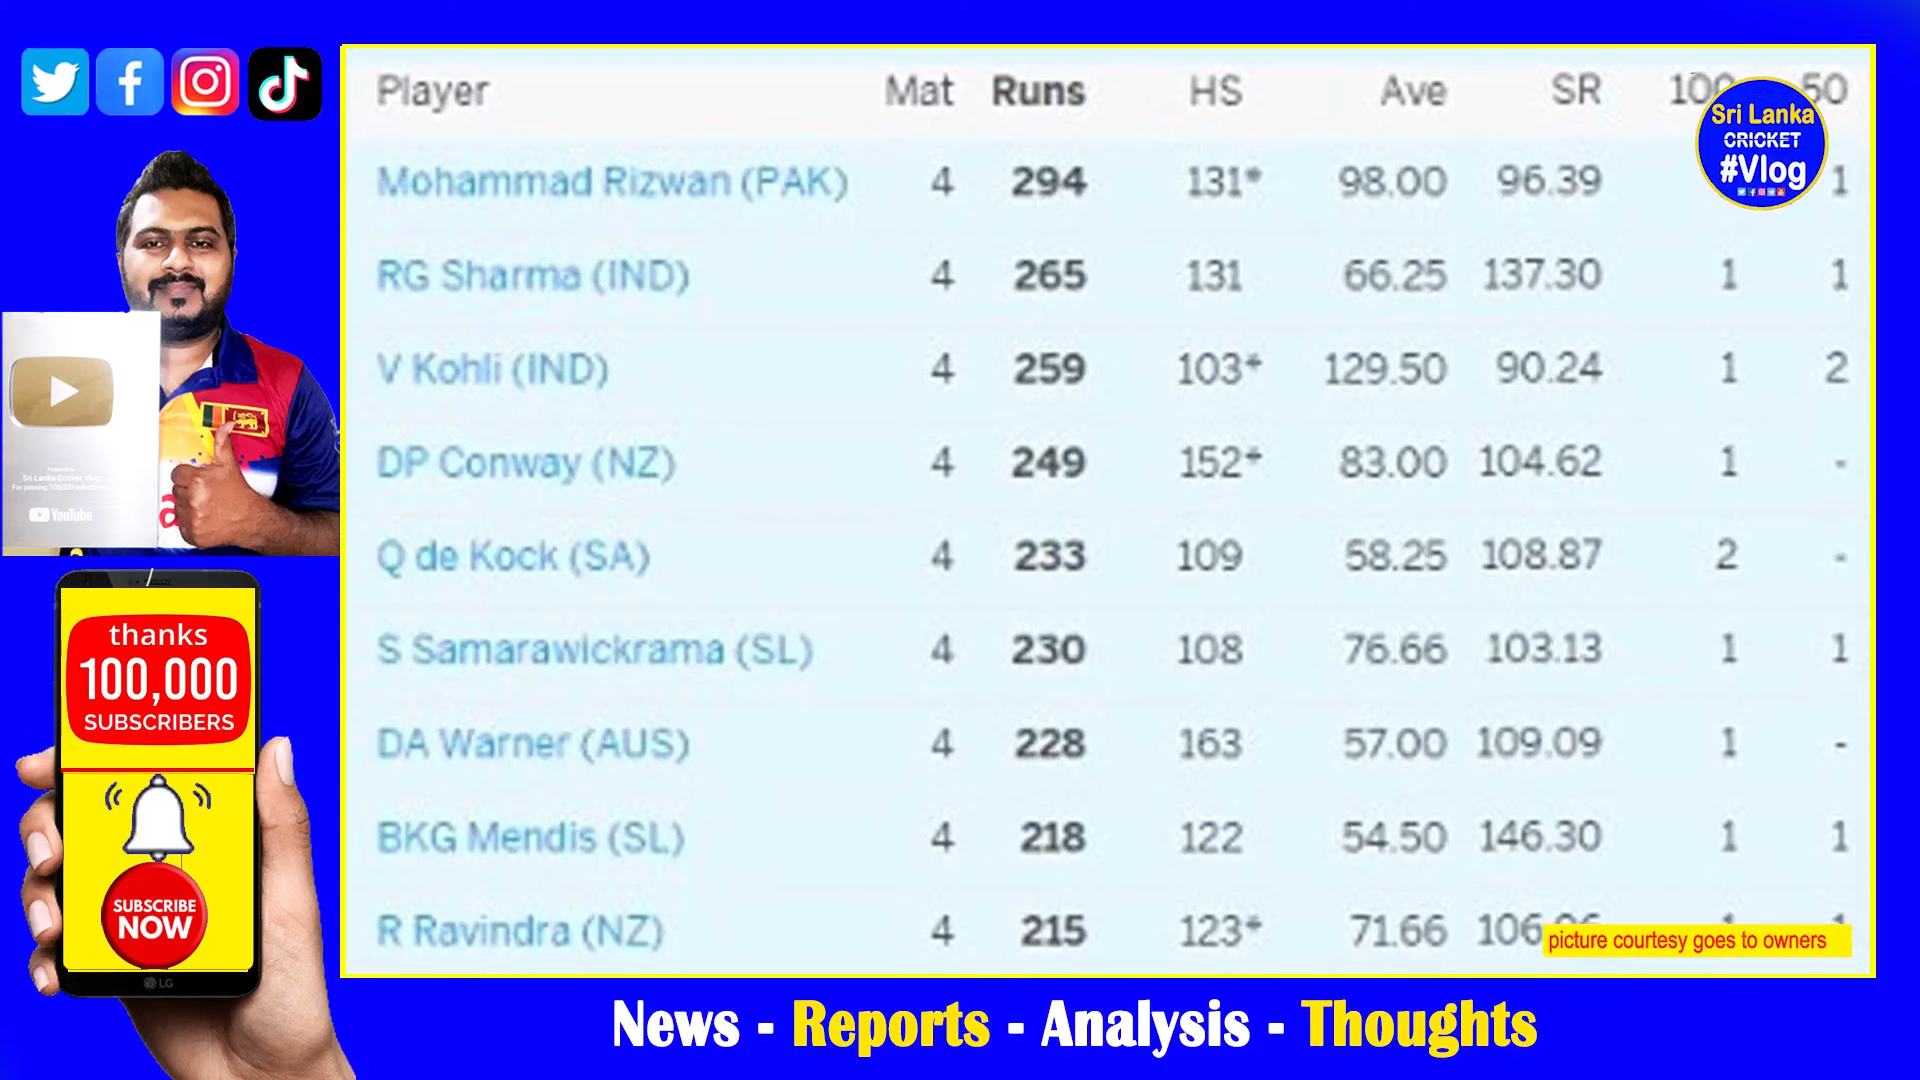 Player Mat Runs HS Ave SR 100 50
Mohammad Rizwan (PAK) 4 294 131* 98.00 96.39 1
RG Sharma (IND) 4 265 131 66.25 137.30 1 1
V Kohli (IND) 4 259 103* 129.50 90.24 1 2
DP Conway (NZ) 4 249 152* 83.00 104.62 1 -
Q de Kock (SA) 4 233 109 58.25 108.87 2 -
S Samarawickrama (SL) 4 230 108 76.66 103.13 1 1
DA Warner (AUS) 4 228 163 57.00 109.09 1 -
BKG Mendis (SL) 4 218 122 54.50 146.30 1 1
R Ravindra (NZ) 4 215 123* 71.66
Sri Lanka
CRICKET
#Vlog
picture courtesy goes to owners
Sri Lanka Cricket Vlog
YouTube
thanks
100,000
SUBSCRIBERS
SUBSCRIBE
NOW
LG
News - Reports - Analysis - Thoughts